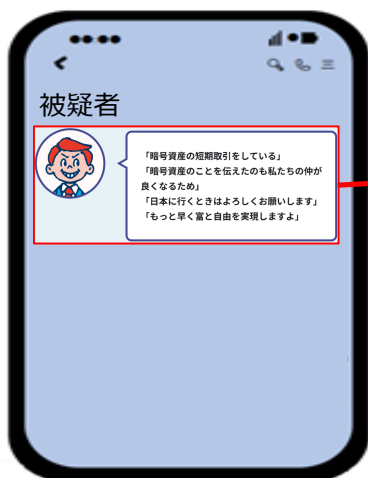 被疑者
「暗号資産の短期取引をしている」
「暗号資産のことを伝えたのも私たちの仲が
良くなるため」
「日本に行くときはよろしくお願いします」
「もっと早く富と自由を実現しますよ」